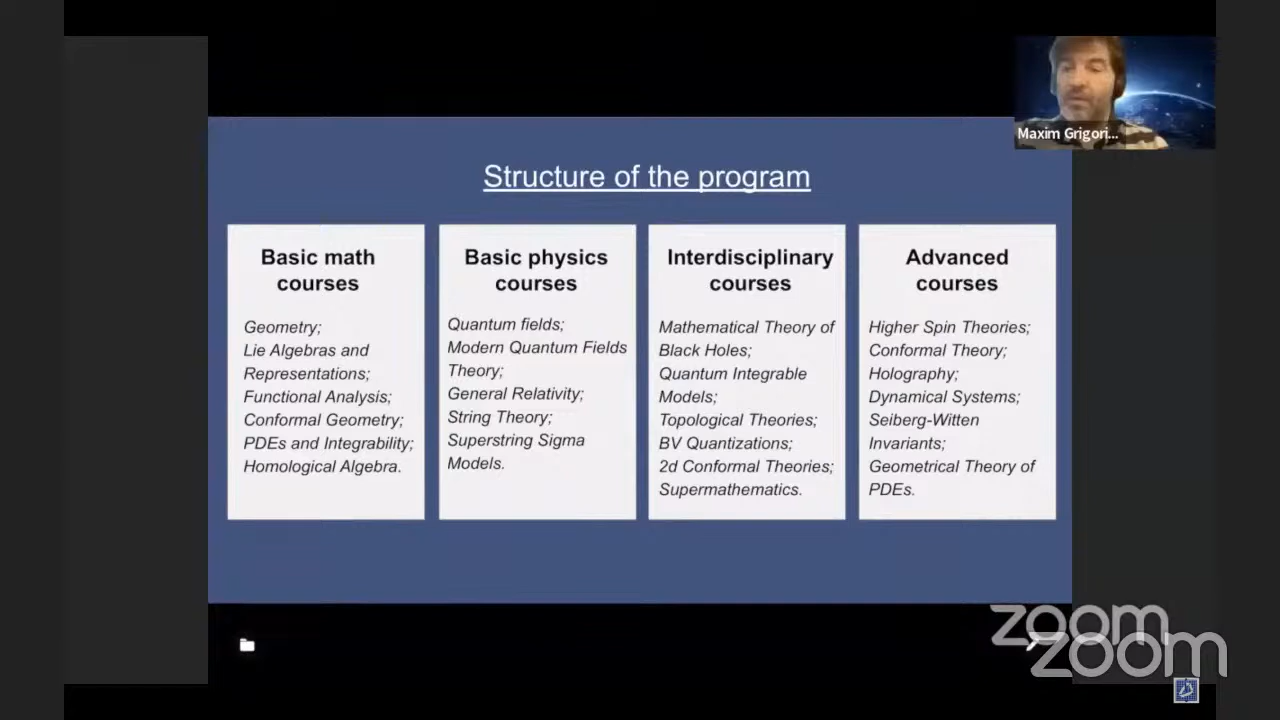 Maxim Grigori...
Structure of the program
Basic math
courses
Geometry;
Lie Algebras and
Representations;
Functional Analysis;
Conformal Geometry;
PDEs and Integrability;
Homological Algebra.
Basic physics
courses
Quantum fields;
Modern Quantum Fields
Theory;
General Relativity;
String Theory;
Superstring Sigma
Models.
Interdisciplinary
courses
Mathematical Theory of
Black Holes;
Quantum Integrable
Models;
Topological Theories;
BV Quantizations;
2d Conformal Theories;
Supermathematics.
Advanced
courses
Higher Spin Theories;
Conformal Theory;
Holography;
Dynamical Systems;
Seiberg-Witten
Invariants;
Geometrical Theory of
PDEs.
zoom
zoom